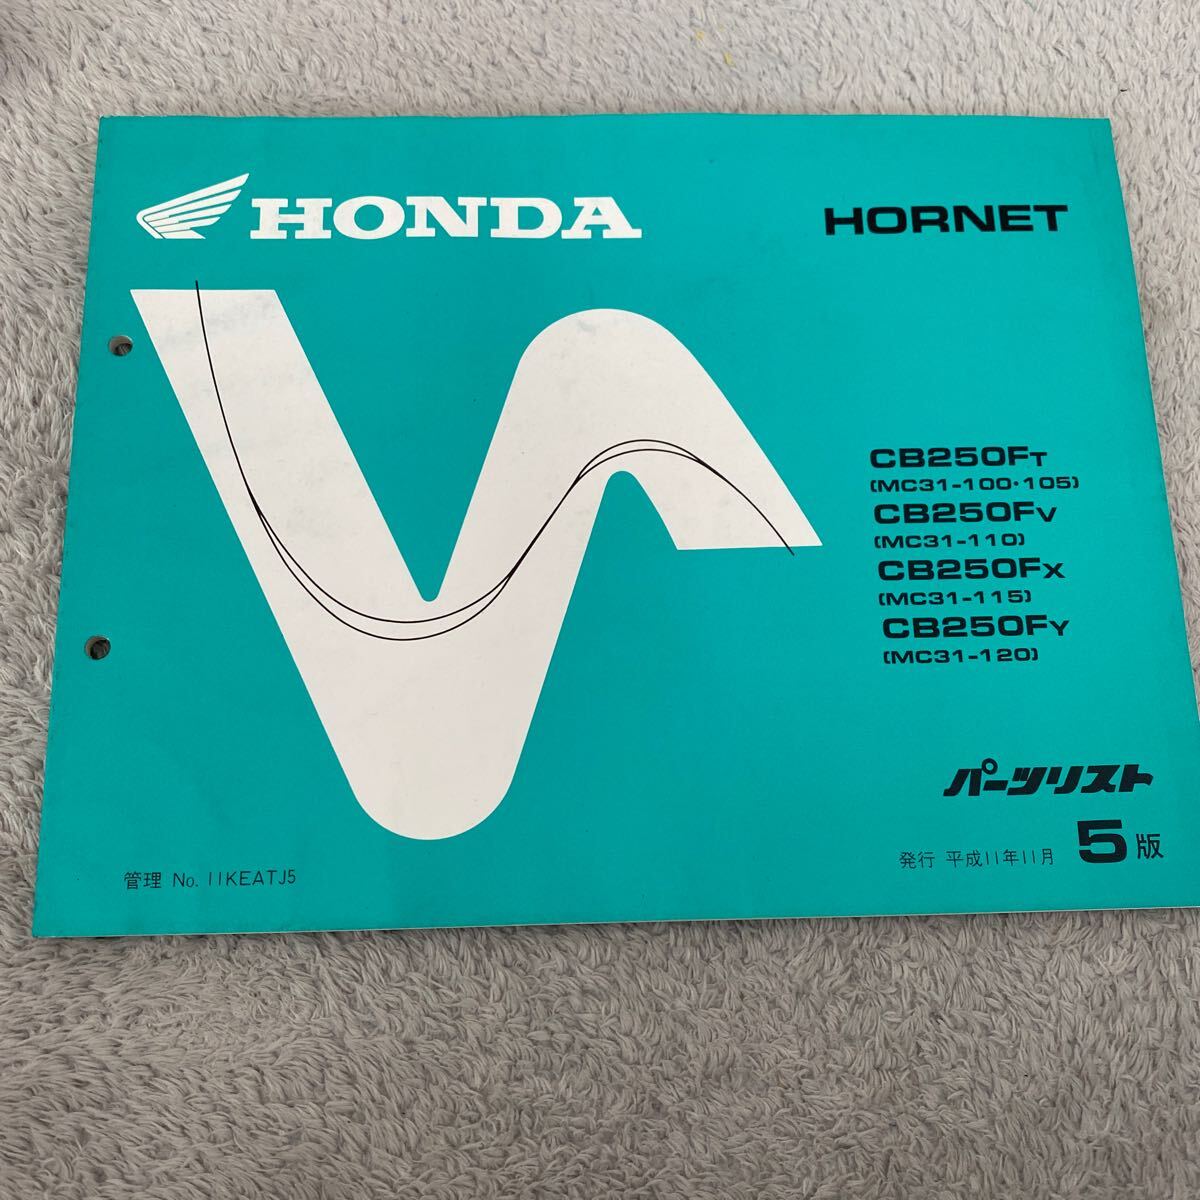 HONDA
HORNET
CB250FT
(MC31-100・105)
CB250FV
(MC31-110)
CB250FX
(MC31-115)
CB250FY
(MC31-120)
パーツリスト
発行 平成11年11月 5版
管理 No. 11KEATJ5